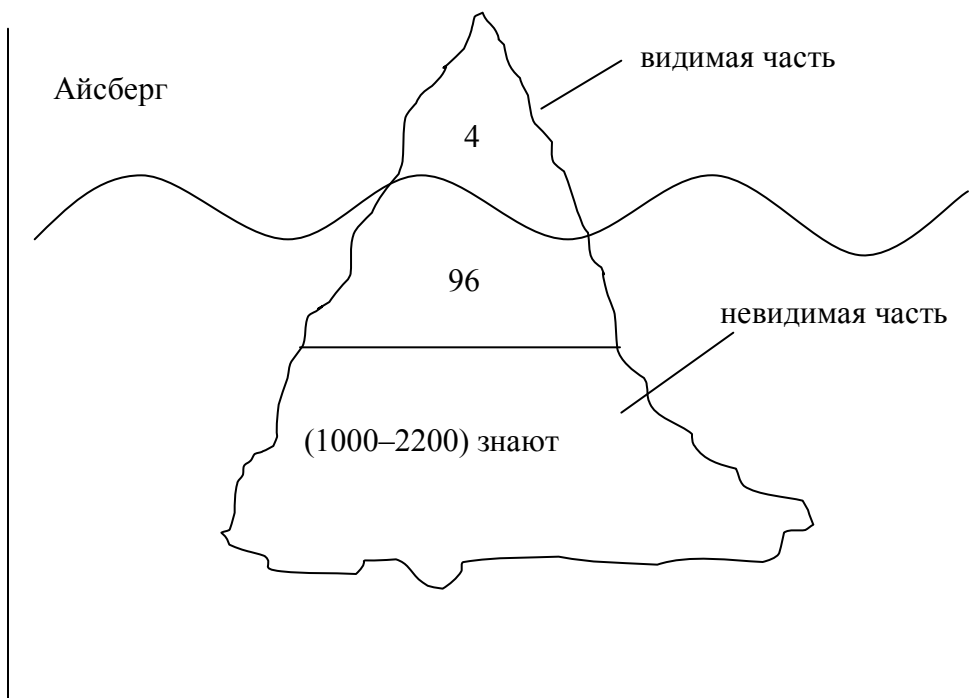 видимая часть
Айсберг
4
96
невидимая часть
(1000–2200) знают